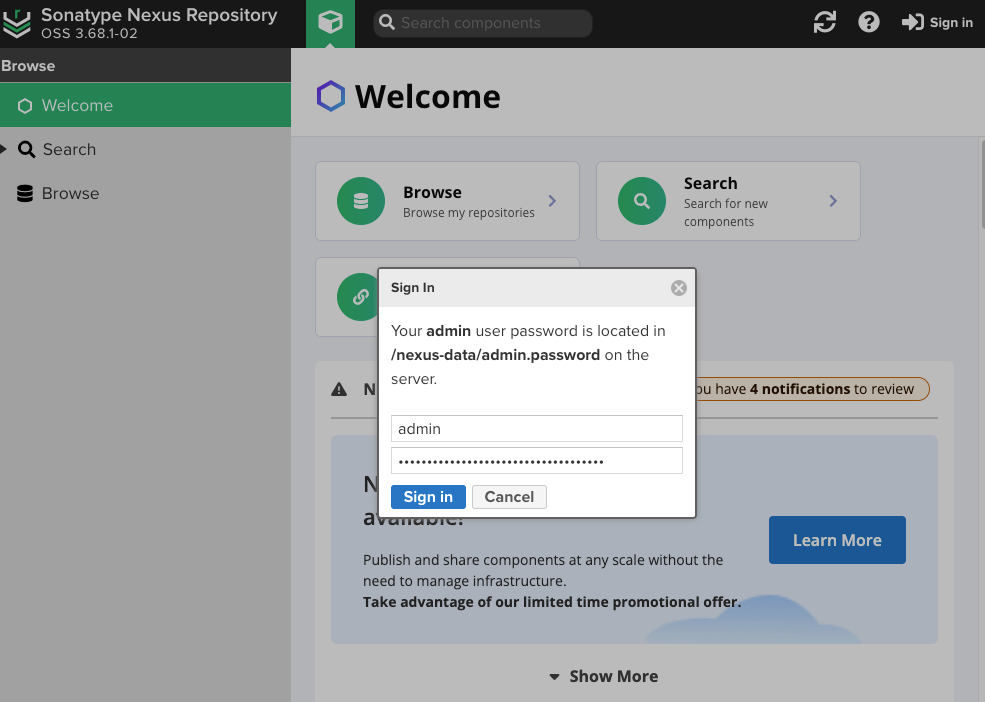 Sonatype Nexus Repository
OSS 3.68.1-02
Search components
Sign in
Browse
Welcome
Search
Browse
Welcome
Browse
Browse my repositories
Search
Search for new
components
Sign In
Your admin user password is located in
/nexus-data/admin.password on the
server.
admin
••••••••••••••••••••••••••••••••••••
Sign in
Cancel
have 4 notifications to review
available!
Learn More
Publish and share components at any scale without the
need to manage infrastructure.
Take advantage of our limited time promotional offer.
Show More